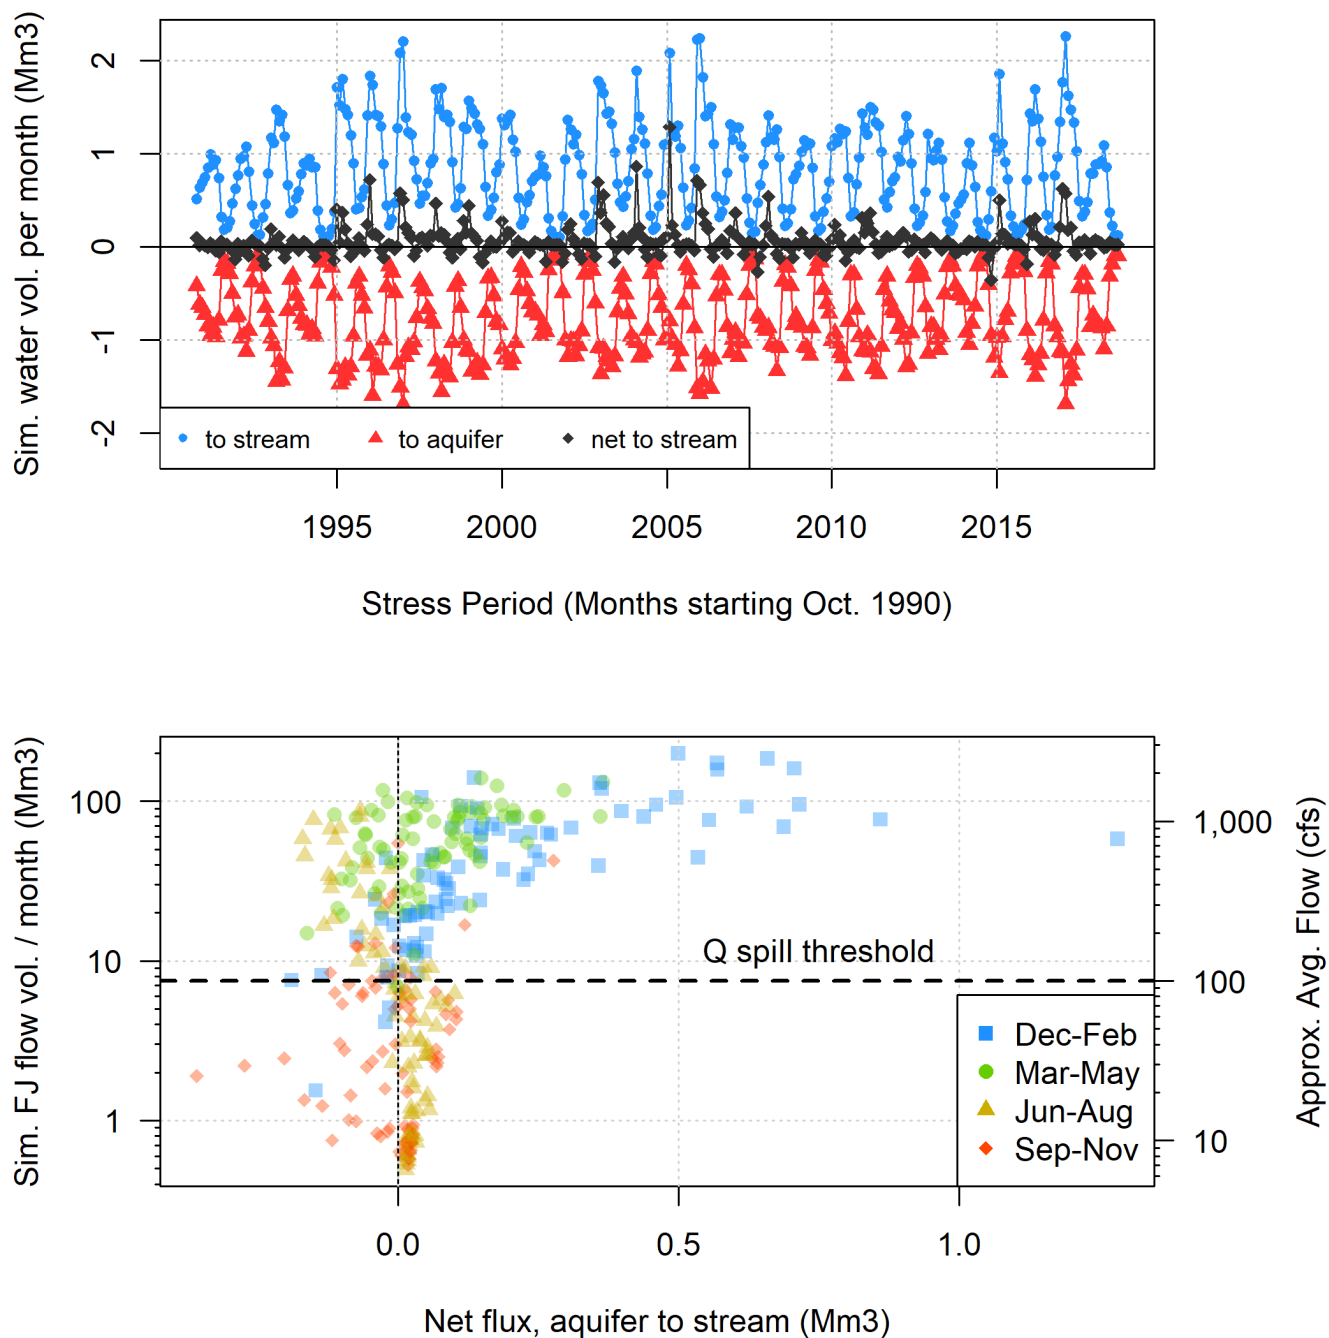 Sim. water vol. per month (Mm3)
2
1
0
-1
-2
to stream
to aquifer
net to stream
1995
2000
2005
2010
2015
Stress Period (Months starting Oct. 1990)
Sim. FJ flow vol. / month (Mm3)
100
10
1
Q spill threshold
Dec-Feb
Mar-May
Jun-Aug
Sep-Nov
1,000
100
10
Approx. Avg. Flow (cfs)
0.0
0.5
1.0
Net flux, aquifer to stream (Mm3)